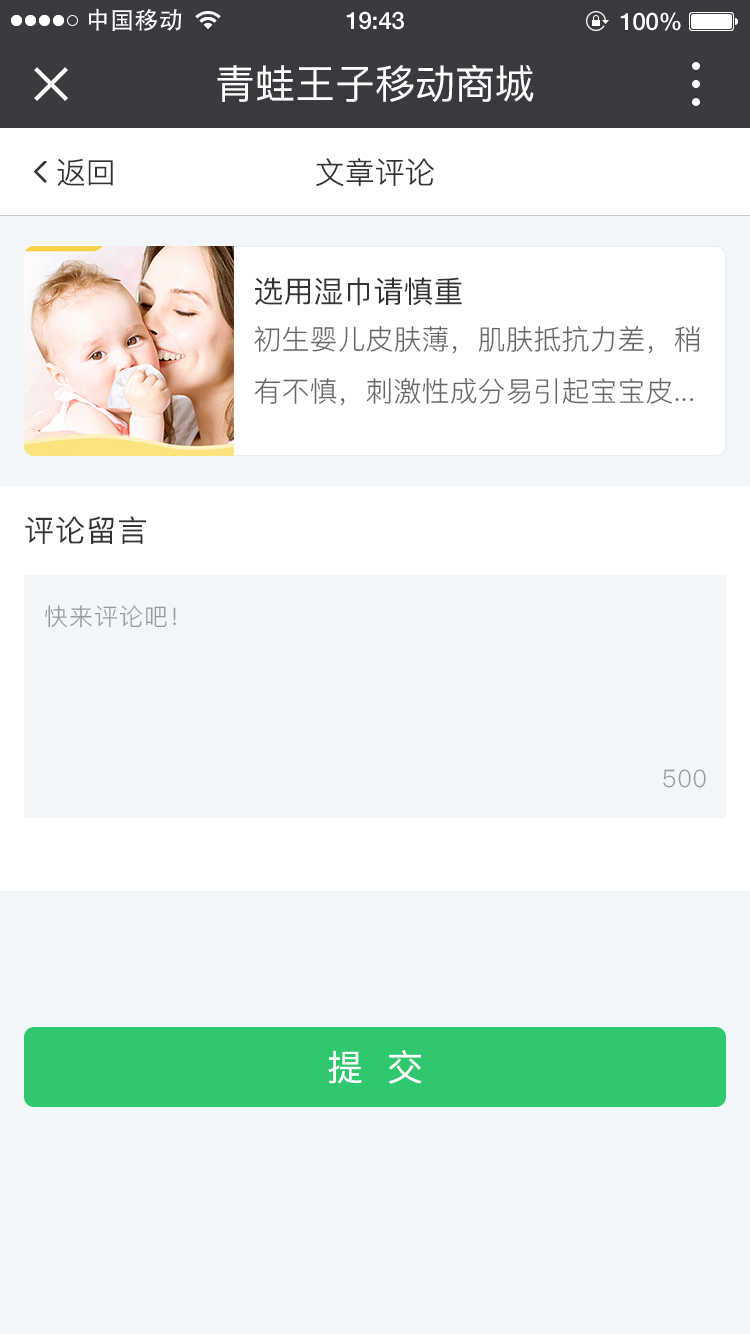 中国移动 19:43 100%
青蛙王子移动商城
返回 文章评论
选用湿巾请慎重
初生婴儿皮肤薄，肌肤抵抗力差，稍
有不慎，刺激性成分易引起宝宝皮...
评论留言
快来评论吧！
500
提 交